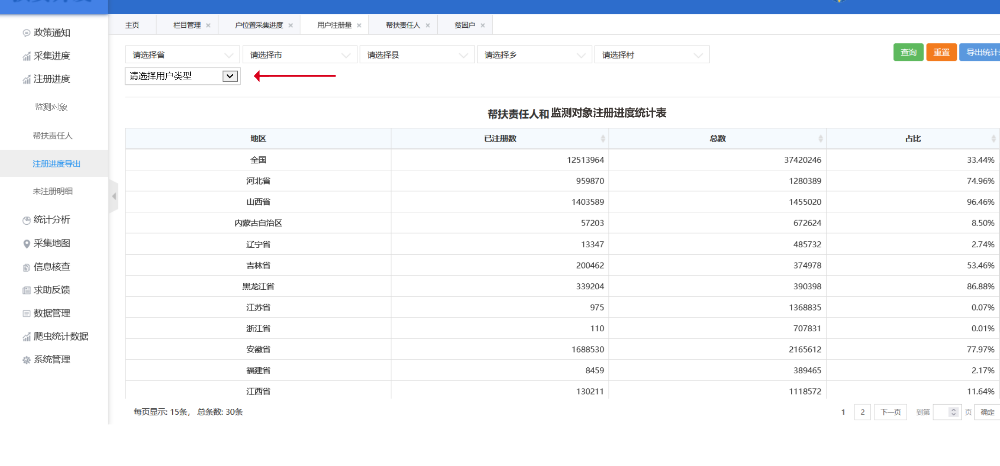 主页 栏目管理 户位置采集进度 用户注册量 帮扶责任人 贫困户
政策通知
采集进度
注册进度
监测对象
帮扶责任人
注册进度导出
未注册明细
统计分析
采集地图
信息核查
求助反馈
数据管理
爬虫统计数据
系统管理
请选择省 请选择市 请选择县 请选择乡 请选择村 查询 重置 导出统计
请选择用户类型
帮扶责任人和监测对象注册进度统计表
地区 已注册数 总数 占比
全国 12513964 37420246 33.44%
河北省 959870 1280389 74.96%
山西省 1403589 1455020 96.46%
内蒙古自治区 57203 672624 8.50%
辽宁省 13347 485732 2.74%
吉林省 200462 374978 53.46%
黑龙江省 339204 390398 86.88%
江苏省 975 1368835 0.07%
浙江省 110 707831 0.01%
安徽省 1688530 2165612 77.97%
福建省 8459 389465 2.17%
江西省 130211 1118572 11.64%
每页显示: 15条， 总条数: 30条 1 2 下一页 到第 页 确定